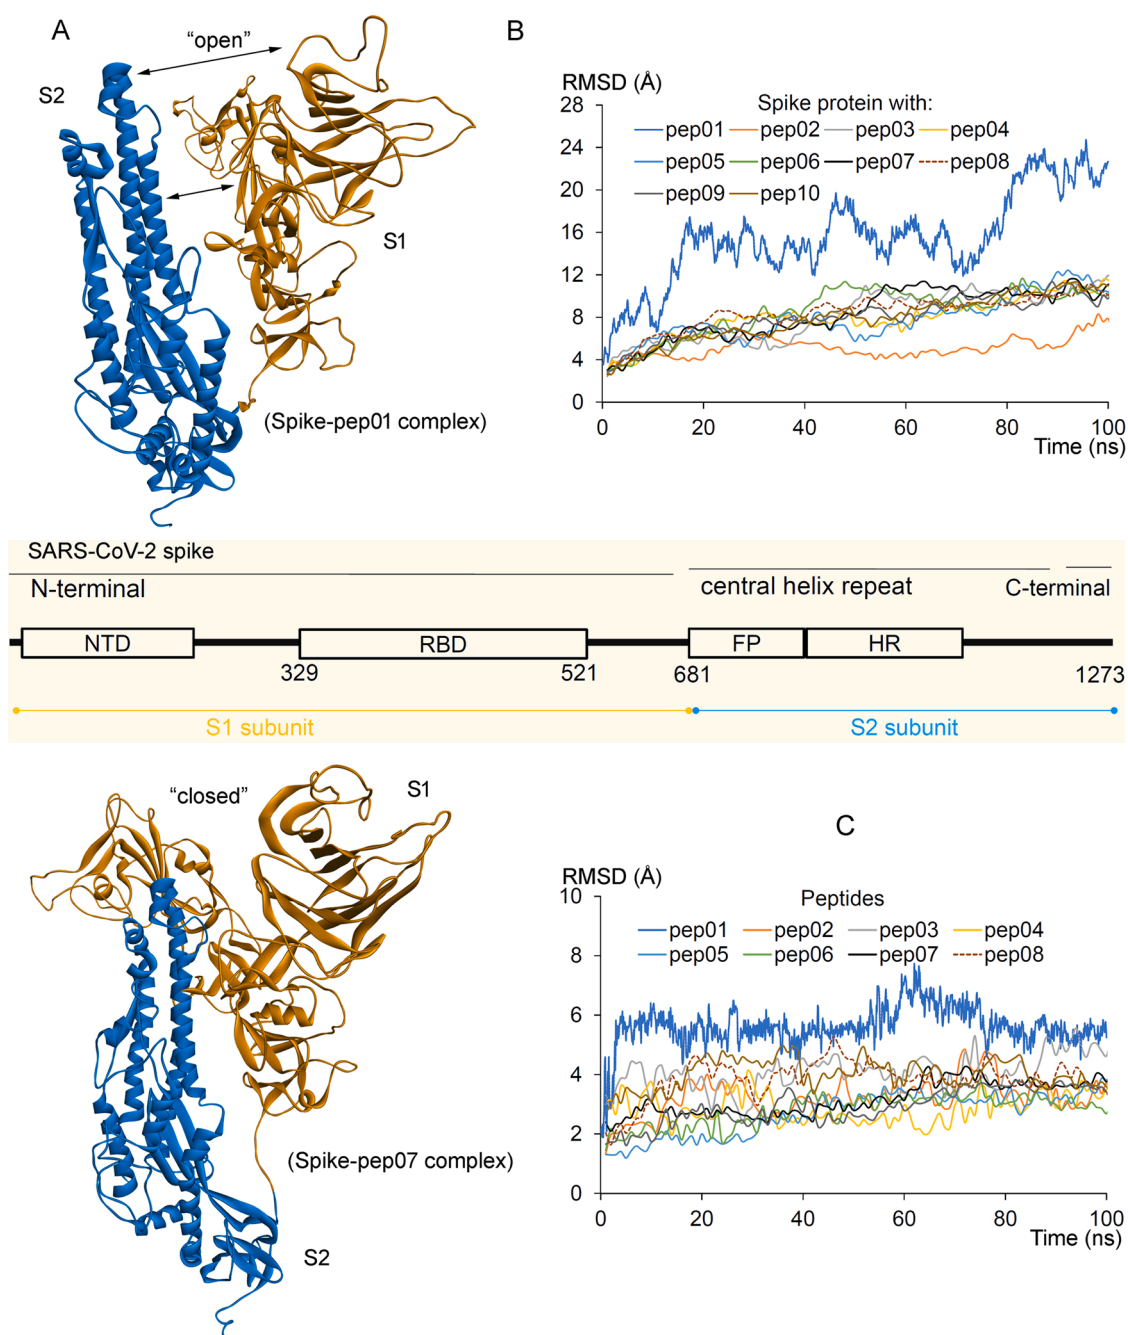 A
“open”
S2
S1
(Spike-pep01 complex)
B
RMSD (Å)
28
24
20
16
12
8
4
0
Spike protein with:
pep01 pep02 pep03 pep04
pep05 pep06 pep07 pep08
pep09 pep10
0 20 40 60 80 100
Time (ns)
SARS-CoV-2 spike
N-terminal central helix repeat C-terminal
NTD RBD FP HR
329 521 681 1273
S1 subunit S2 subunit
“closed”
S1
(Spike-pep07 complex)
S2
C
RMSD (Å)
10
8
6
4
2
0
Peptides
pep01 pep02 pep03 pep04
pep05 pep06 pep07 pep08
0 20 40 60 80 100
Time (ns)